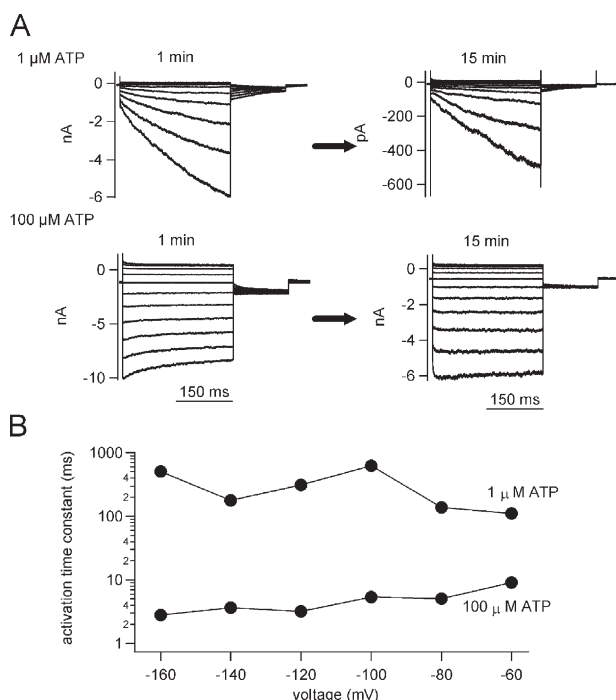 A
1 µM ATP
1 min
15 min
0
-2
-4
-6
nA
0
-200
-400
-600
pA
100 µM ATP
1 min
15 min
0
-5
-10
nA
0
-2
-4
-6
nA
150 ms
150 ms
B
1000
4
2
100
4
2
10
4
2
1
activation time constant (ms)
1 µ M ATP
100 µ M ATP
-160
-140
-120
-100
-80
-60
voltage (mV)